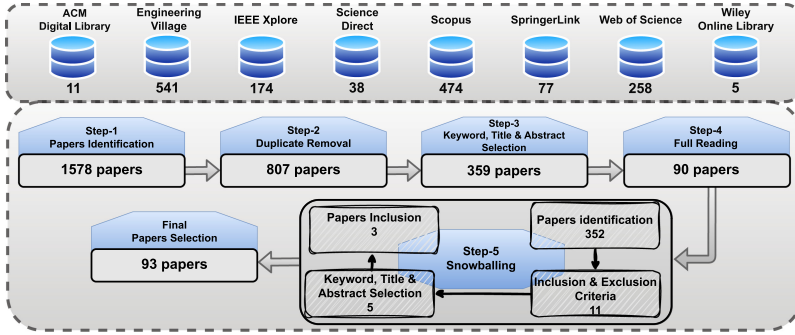 ACM
Digital Library
11
Engineering
Village
541
IEEE Xplore
174
Science
Direct
38
Scopus
474
SpringerLink
77
Web of Science
258
Wiley
Online Library
5
Step-1
Papers Identification
1578 papers
Step-2
Duplicate Removal
807 papers
Step-3
Keyword, Title & Abstract
Selection
359 papers
Step-4
Full Reading
90 papers
Final
Papers Selection
93 papers
Papers Inclusion
3
Papers identification
352
Step-5
Snowballing
Keyword, Title &
Abstract Selection
5
Inclusion & Exclusion
Criteria
11